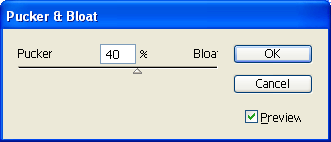 Pucker & Bloat
Pucker 40 % Bloat OK
Cancel
Preview